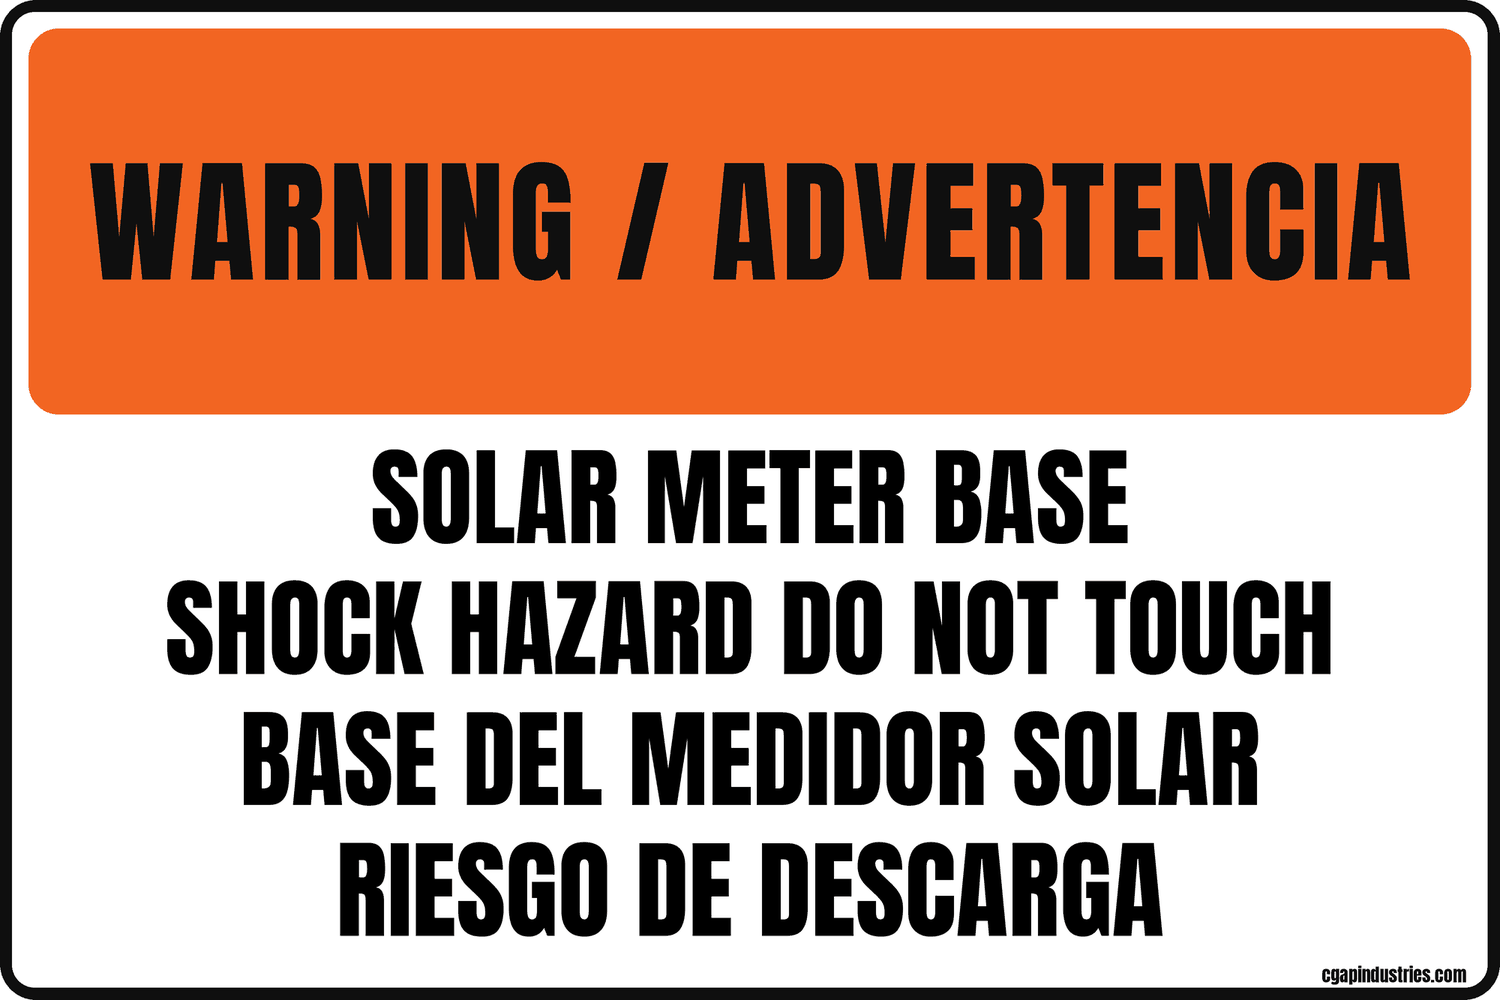 WARNING / ADVERTENCIA
SOLAR METER BASE
SHOCK HAZARD DO NOT TOUCH
BASE DEL MEDIDOR SOLAR
RIESGO DE DESCARGA
cgapindustries.com